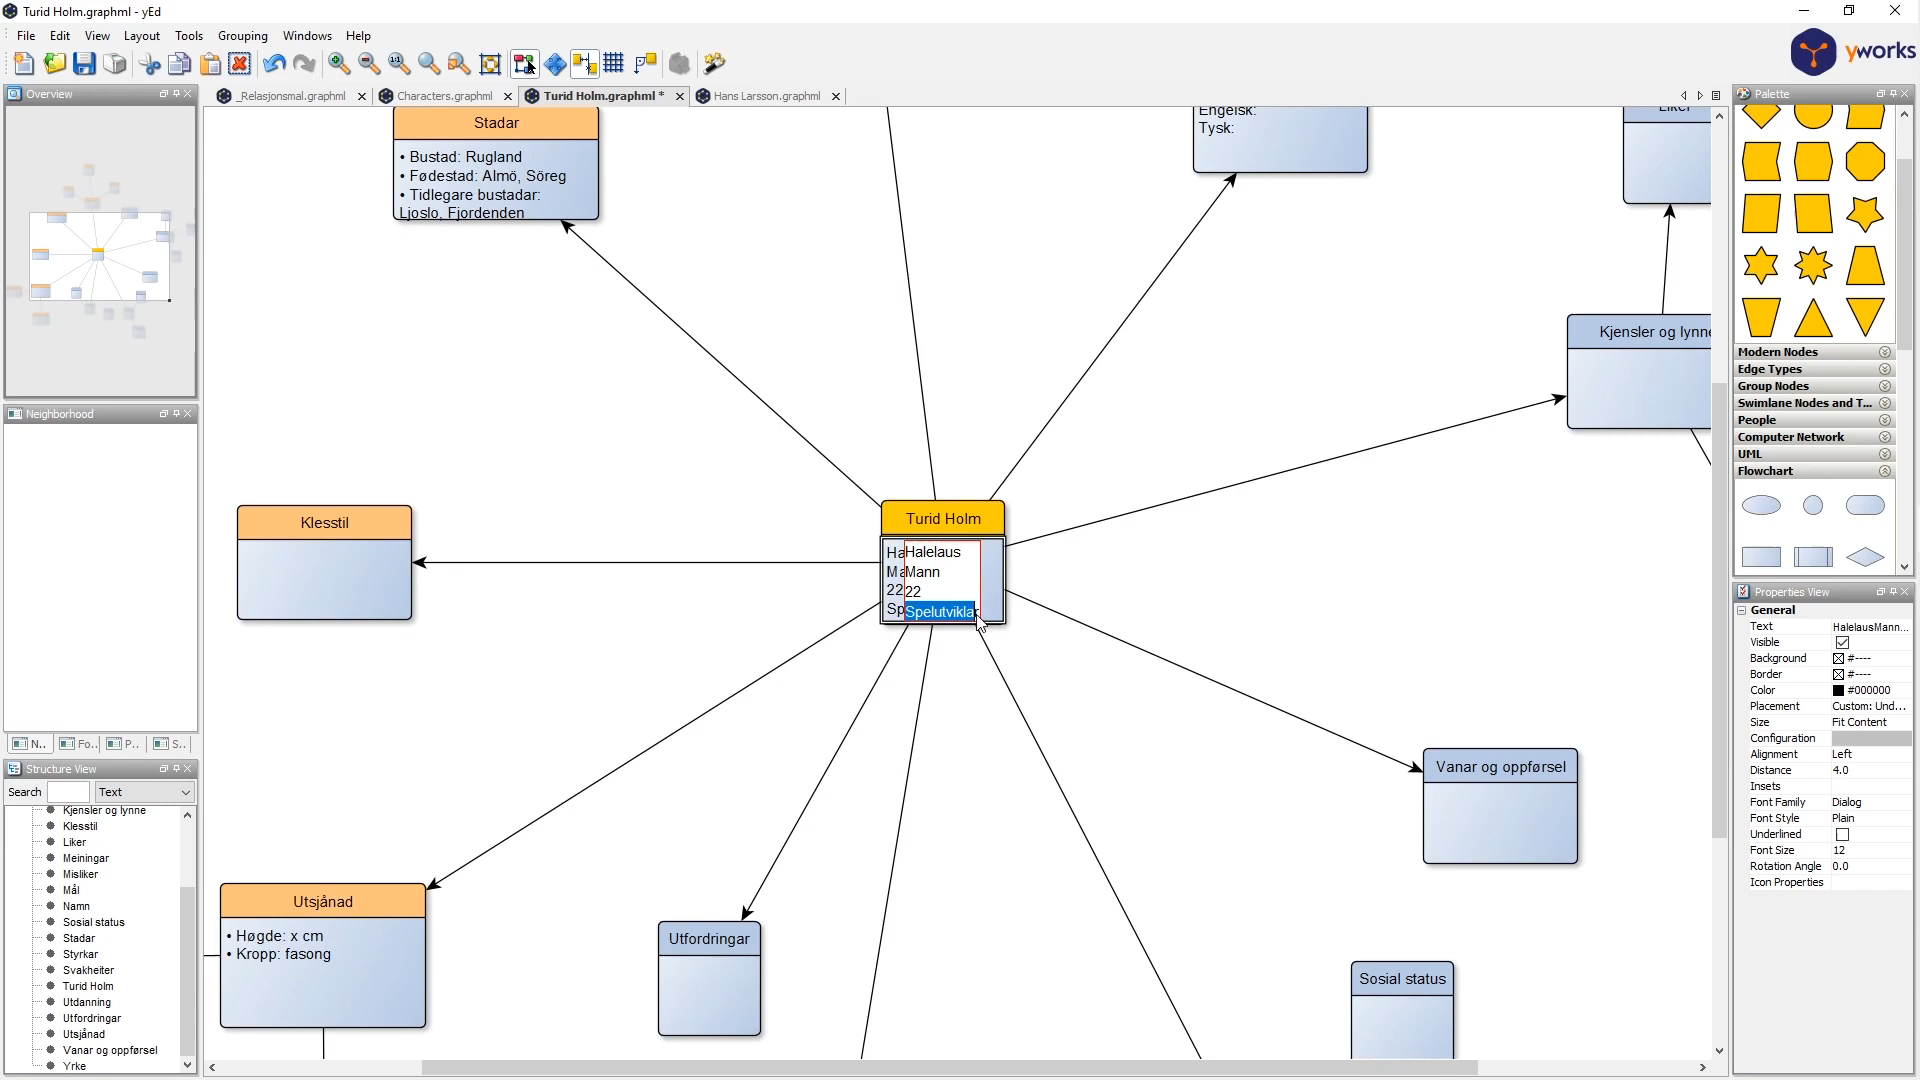 Turid Holm.graphml - yEd
File Edit View Layout Tools Grouping Windows Help
yworks
Overview
_Relasjonsmal.graphml
Characters.graphml
Turid Holm.graphml *
Hans Larsson.graphml
Palette
Stadar
• Bustad: Rugland
• Fødestad: Almö, Söreg
• Tidlegare bustadar:
Ljoslo, Fjordenden
Engelsk:
Tysk:
Liker
Kjensler og lynne
Klesstil
Turid Holm
Halelaus
Mann
22
Spelutviklar
Vanar og oppførsel
Utsjånad
• Høgde: x cm
• Kropp: fasong
Utfordringar
Sosial status
Neighborhood
N..
Fo..
P..
S..
Structure View
Search
Text
Kjensler og lynne
Klesstil
Liker
Meiningar
Misliker
Mål
Namn
Sosial status
Stadar
Styrkar
Svakheiter
Turid Holm
Utdanning
Utfordringar
Utsjånad
Vanar og oppførsel
Yrke
Modern Nodes
Edge Types
Group Nodes
Swimlane Nodes and T...
People
Computer Network
UML
Flowchart
Properties View
General
Text HalelausMann...
Visible
Background #----
Border #----
Color #000000
Placement Custom: Und...
Size Fit Content
Configuration
Alignment Left
Distance 4.0
Insets
Font Family Dialog
Font Style Plain
Underlined
Font Size 12
Rotation Angle 0.0
Icon Properties